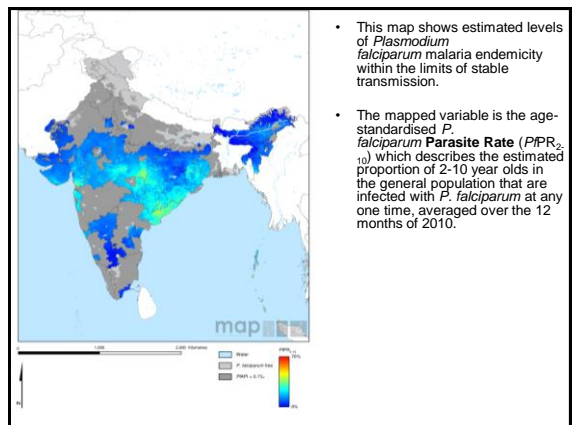 • This map shows estimated levels
of Plasmodium
falciparum malaria endemicity
within the limits of stable
transmission.
• The mapped variable is the age-
standardised P.
falciparum Parasite Rate (PfPR2-
10) which describes the estimated
proportion of 2-10 year olds in
the general population that are
infected with P. falciparum at any
one time, averaged over the 12
months of 2010.
map
Water
P. falciparum free
0%